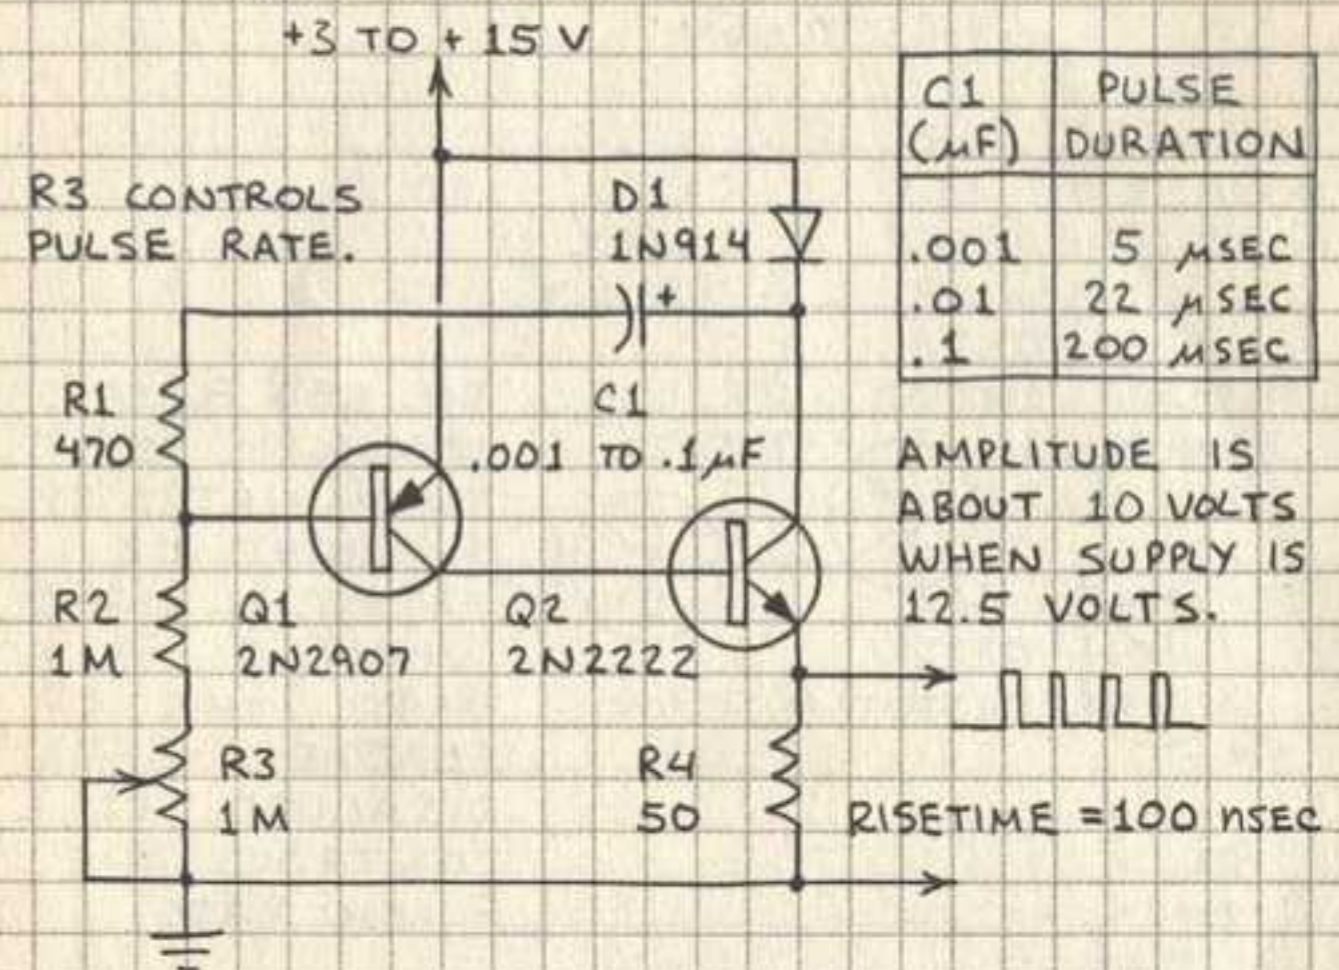 +3 TO +15 V
R3 CONTROLS
PULSE RATE.
D1
1N914
+
C1
.001 TO .1µF
R1
470
R2
1M
Q1
2N2907
Q2
2N2222
R3
1M
R4
50
C1 PULSE
(µF) DURATION
.001 5 µSEC
.01 22 µSEC
.1 200 µSEC
AMPLITUDE IS
ABOUT 10 VOLTS
WHEN SUPPLY IS
12.5 VOLTS.
RISETIME = 100 nSEC